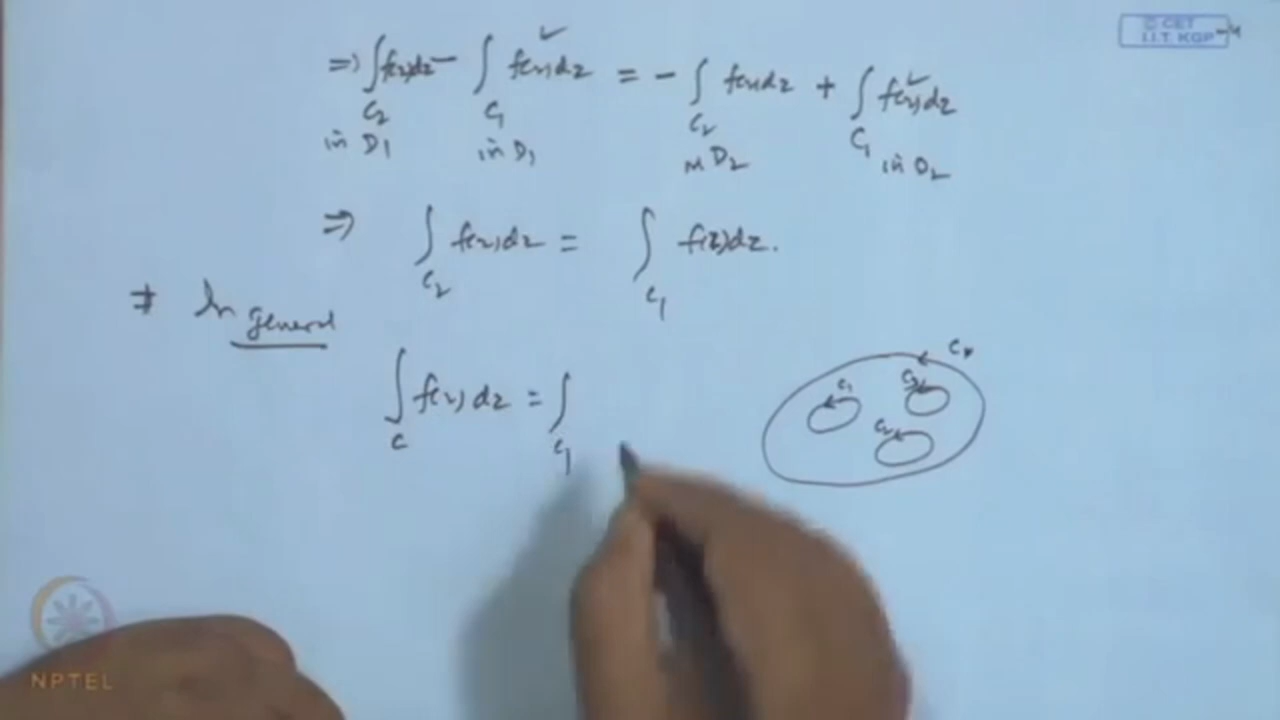 © CET
I.I.T. KGP
⇒ ∫ f(z)dz - ∫ f(z)dz = - ∫ f(z)dz + ∫ f(z)dz
C₂ C₁ C₂ C₁
in D₁ in D₁ in D₂ in D₂
⇒ ∫ f(z)dz = ∫ f(z)dz.
C₂ C₁
⇒ In general
∫ f(z) dz = ∫
C C₁
C
C₁ C₃
C₂
NPTEL